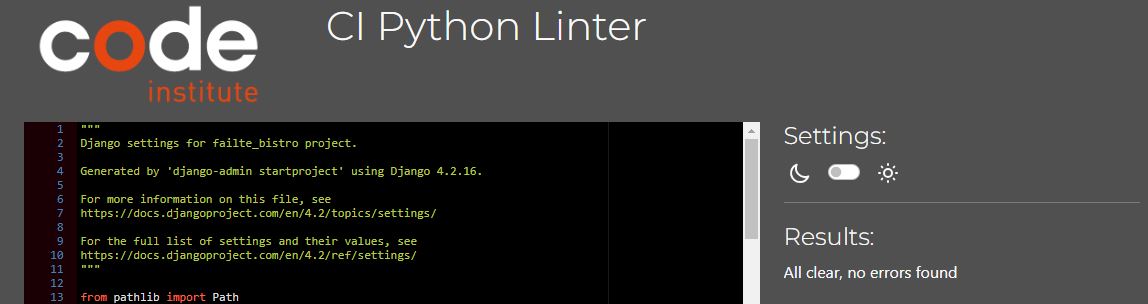 code
institute
CI Python Linter
1 """
2 Django settings for failte_bistro project.
3
4 Generated by 'django-admin startproject' using Django 4.2.16.
5
6 For more information on this file, see
7 https://docs.djangoproject.com/en/4.2/topics/settings/
8
9 For the full list of settings and their values, see
10 https://docs.djangoproject.com/en/4.2/ref/settings/
11 """
12
13 from pathlib import Path
Settings:
Results:
All clear, no errors found